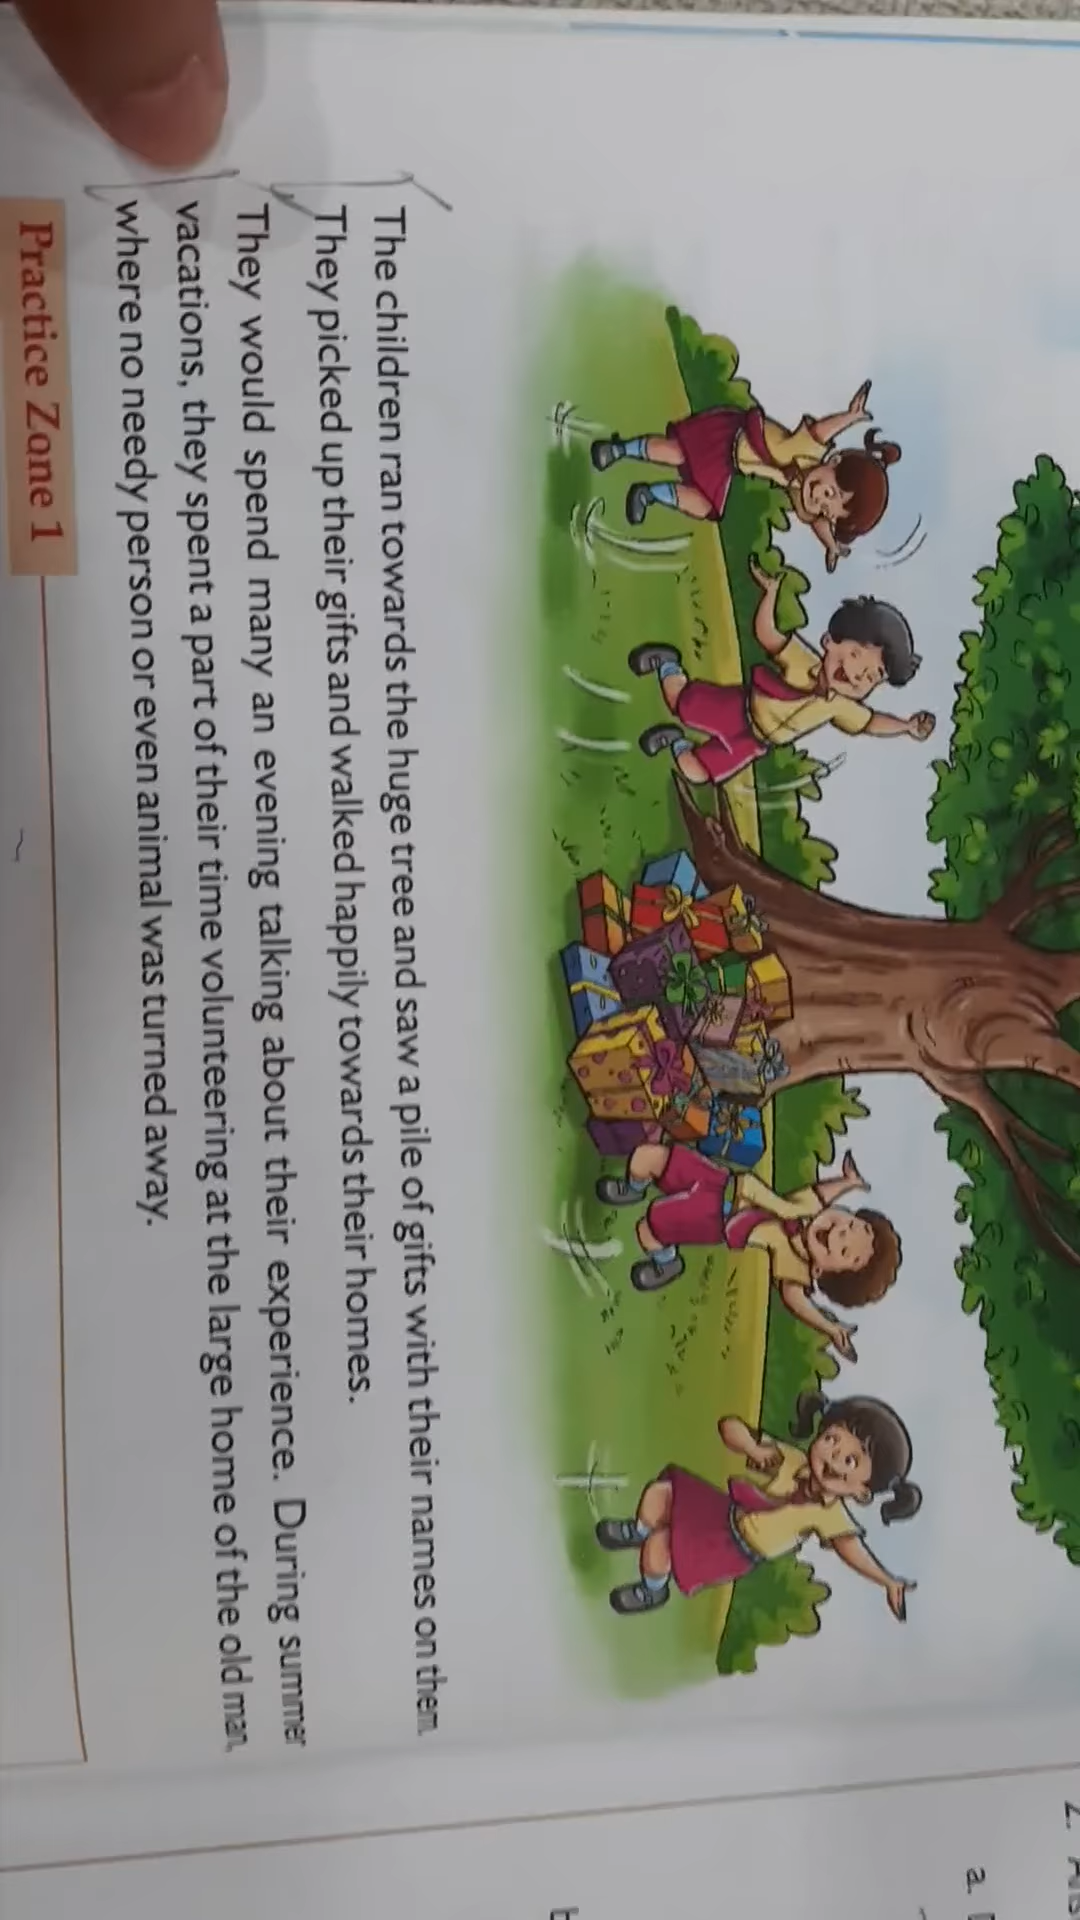 The children ran towards the huge tree and saw a pile of gifts with their names on them.
They picked up their gifts and walked happily towards their homes.
They would spend many an evening talking about their experience. During summer
vacations, they spent a part of their time volunteering at the large home of the old man,
where no needy person or even animal was turned away.
Practice Zone 1
2.
a.